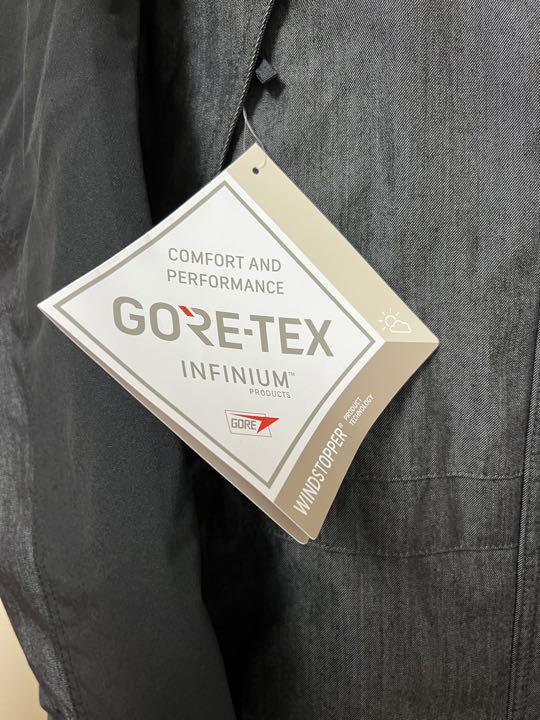 COMFORT AND
PERFORMANCE
GORE-TEX
INFINIUM™
PRODUCTS
GORE
WINDSTOPPER®
PRODUCT
TECHNOLOGY